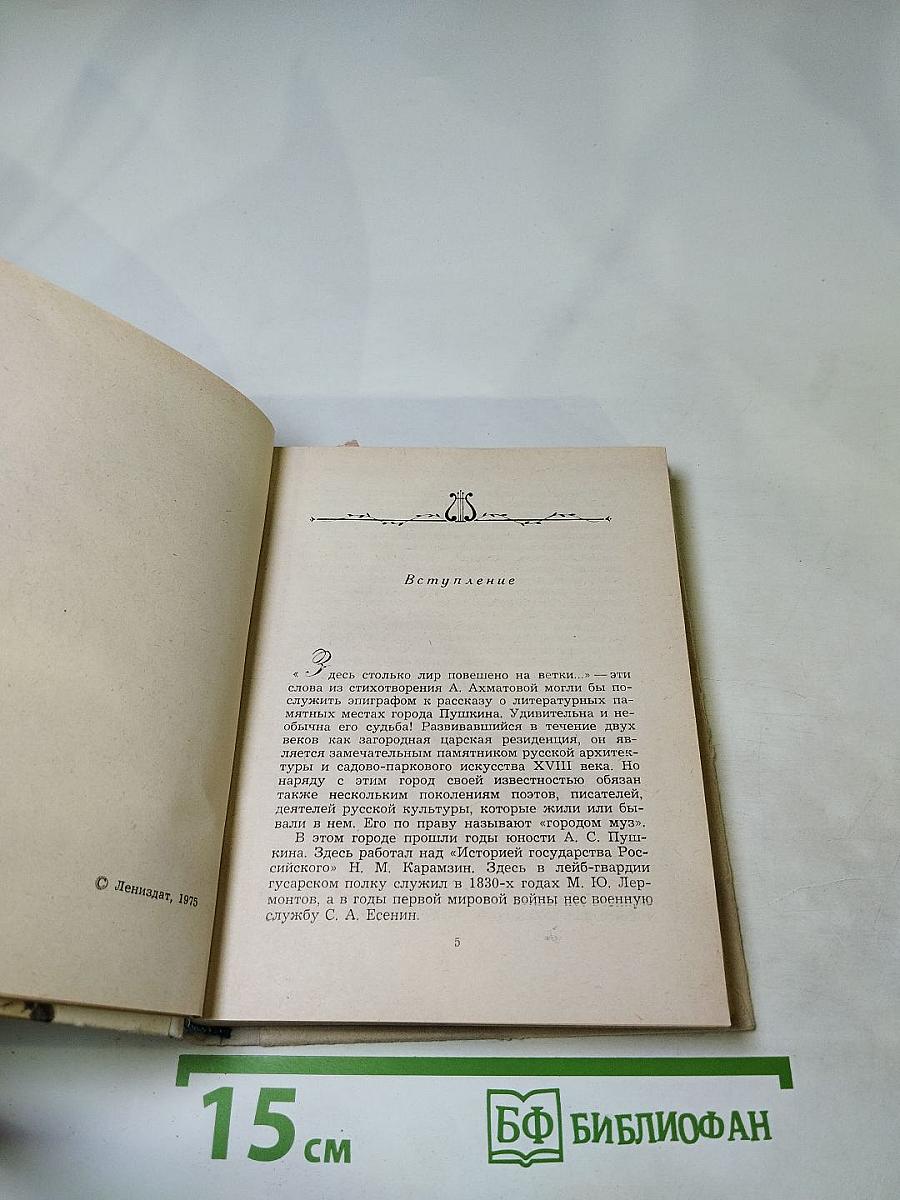 © Лениздат, 1975
Вступление
«Здесь столько лир повешено на ветки...» — эти
слова из стихотворения А. Ахматовой могли бы по-
служить эпиграфом к рассказу о литературных па-
мятных местах города Пушкина. Удивительна и не-
обычна его судьба! Развивавшийся в течение двух
веков как загородная царская резиденция, он яв-
ляется замечательным памятником русской архитек-
туры и садово-паркового искусства XVIII века. Но
наряду с этим город своей известностью обязан
также нескольким поколениям поэтов, писателей,
деятелей русской культуры, которые жили или бы-
вали в нем. Его по праву называют «городом муз».
В этом городе прошли годы юности А. С. Пуш-
кина. Здесь работал над «Историей государства Рос-
сийского» Н. М. Карамзин. Здесь в лейб-гвардии
гусарском полку служил в 1830-х годах М. Ю. Лер-
монтов, а в годы первой мировой войны нес военную
службу С. А. Есенин.
5
15 см
БФ БИБЛИОФАН